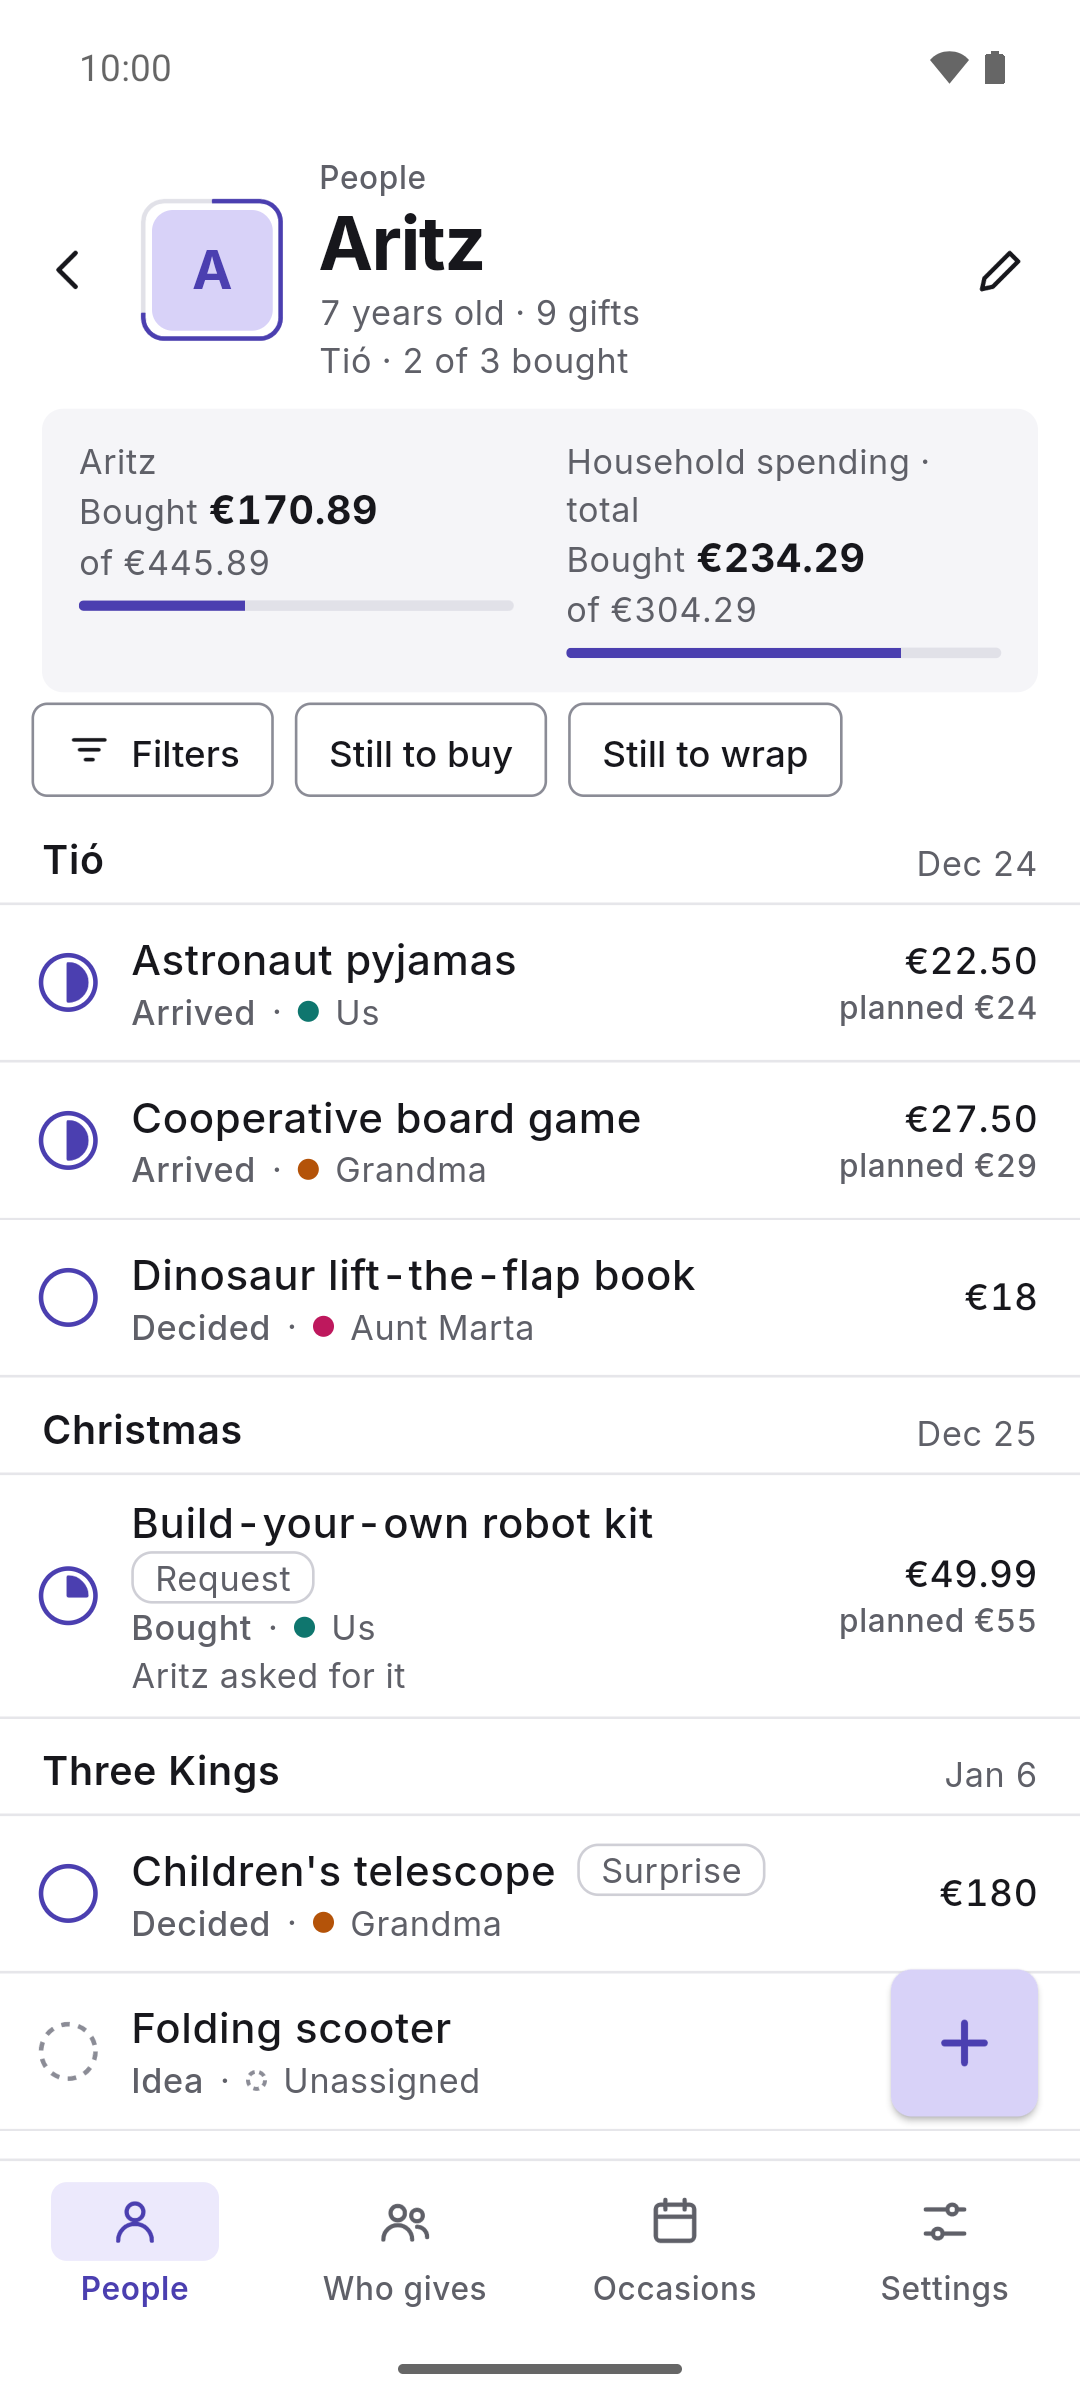 10:00
People
A
Aritz
7 years old · 9 gifts
Tió · 2 of 3 bought
Aritz
Bought €170.89
of €445.89
Household spending ·
total
Bought €234.29
of €304.29
Filters
Still to buy
Still to wrap
Tió
Dec 24
Astronaut pyjamas
€22.50
Arrived · Us
planned €24
Cooperative board game
€27.50
Arrived · Grandma
planned €29
Dinosaur lift-the-flap book
€18
Decided · Aunt Marta
Christmas
Dec 25
Build-your-own robot kit
Request
€49.99
Bought · Us
planned €55
Aritz asked for it
Three Kings
Jan 6
Children's telescope Surprise
€180
Decided · Grandma
Folding scooter
Idea · Unassigned
People
Who gives
Occasions
Settings